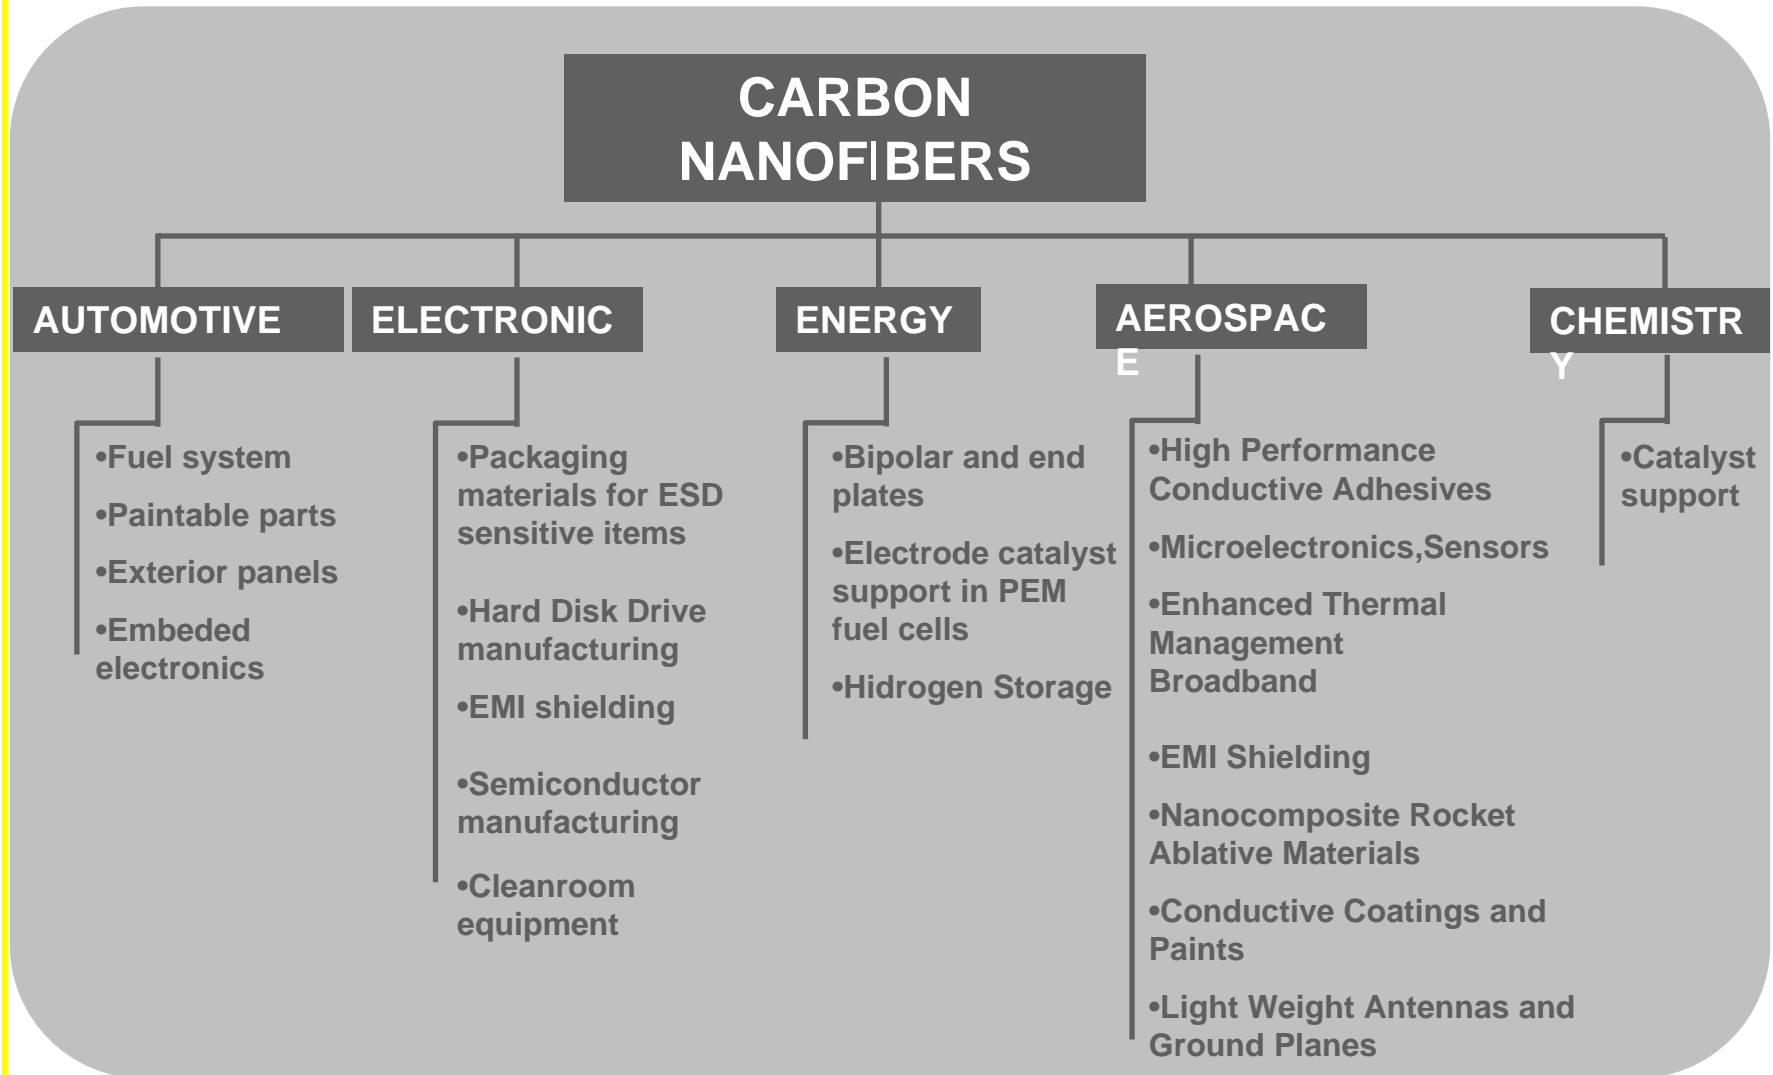 CARBON
NANOFIBERS
AUTOMOTIVE
•Fuel system
•Paintable parts
•Exterior panels
•Embeded
electronics
ELECTRONIC
•Packaging
materials for ESD
sensitive items
•Hard Disk Drive
manufacturing
•EMI shielding
•Semiconductor
manufacturing
•Cleanroom
equipment
ENERGY
•Bipolar and end
plates
•Electrode catalyst
support in PEM
fuel cells
•Hidrogen Storage
AEROSPAC
E
•High Performance
Conductive Adhesives
•Microelectronics,Sensors
•Enhanced Thermal
Management
Broadband
•EMI Shielding
•Nanocomposite Rocket
Ablative Materials
•Conductive Coatings and
Paints
•Light Weight Antennas and
Ground Planes
CHEMISTR
Y
•Catalyst
support